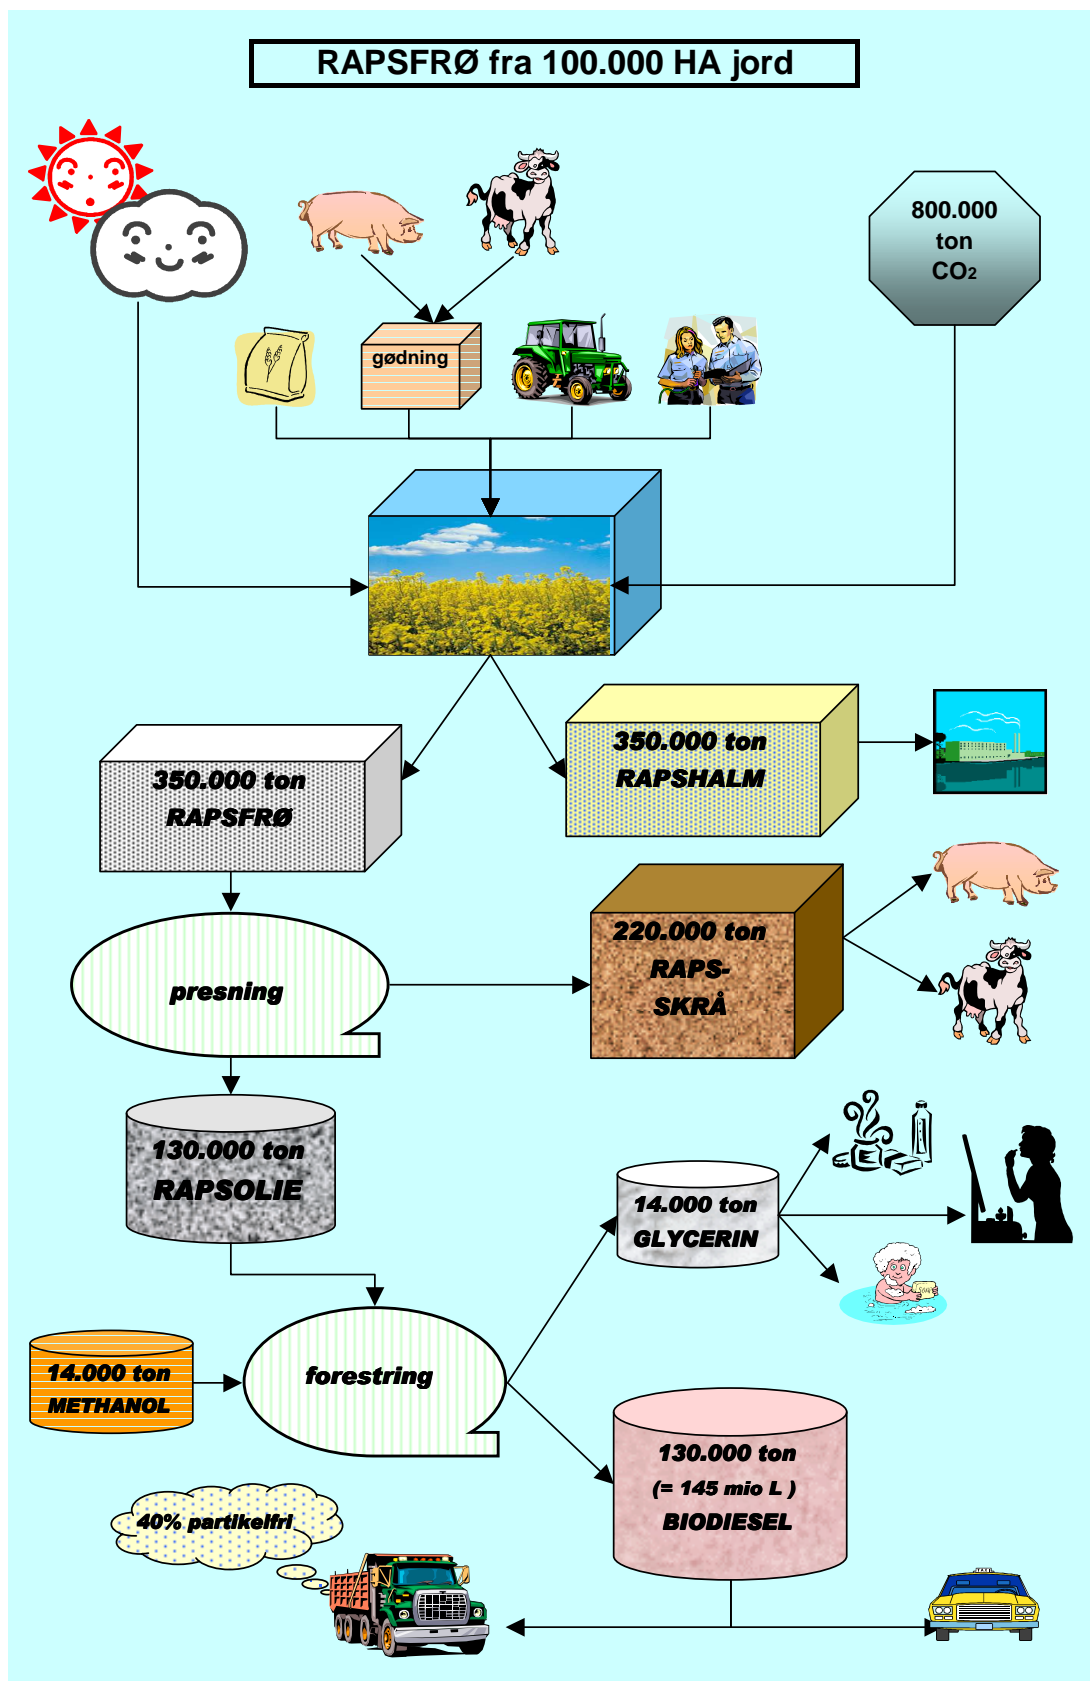 RAPSFRØ fra 100.000 HA jord
800.000
ton
CO2
gødning
350.000 ton
RAPSHALM
350.000 ton
RAPSFRØ
220.000 ton
RAPS-
SKRÅ
presning
130.000 ton
RAPSOLIE
14.000 ton
GLYCERIN
14.000 ton
METHANOL
forestring
130.000 ton
(= 145 mio L )
BIODIESEL
40% partikelfri